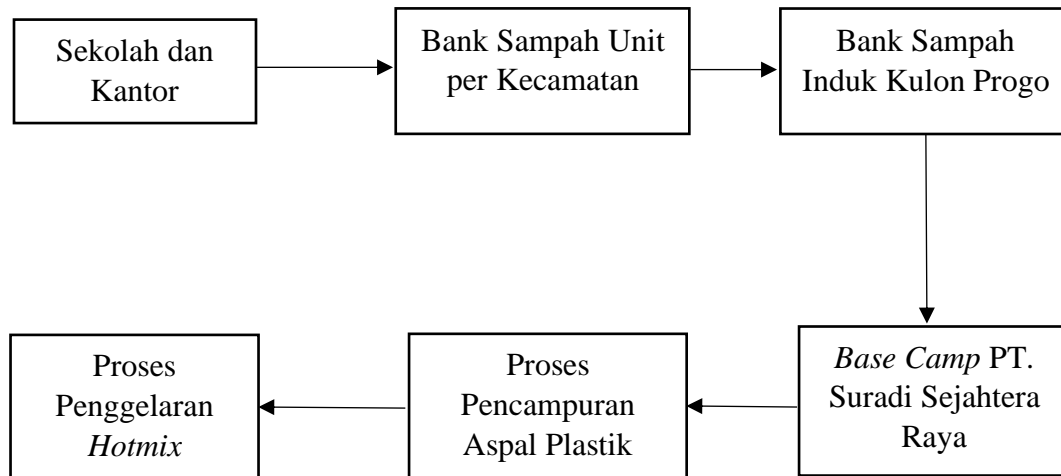 Sekolah dan
Kantor
Bank Sampah Unit
per Kecamatan
Bank Sampah
Induk Kulon Progo
Base Camp PT.
Suradi Sejahtera
Raya
Proses
Pencampuran
Aspal Plastik
Proses
Penggelaran
Hotmix